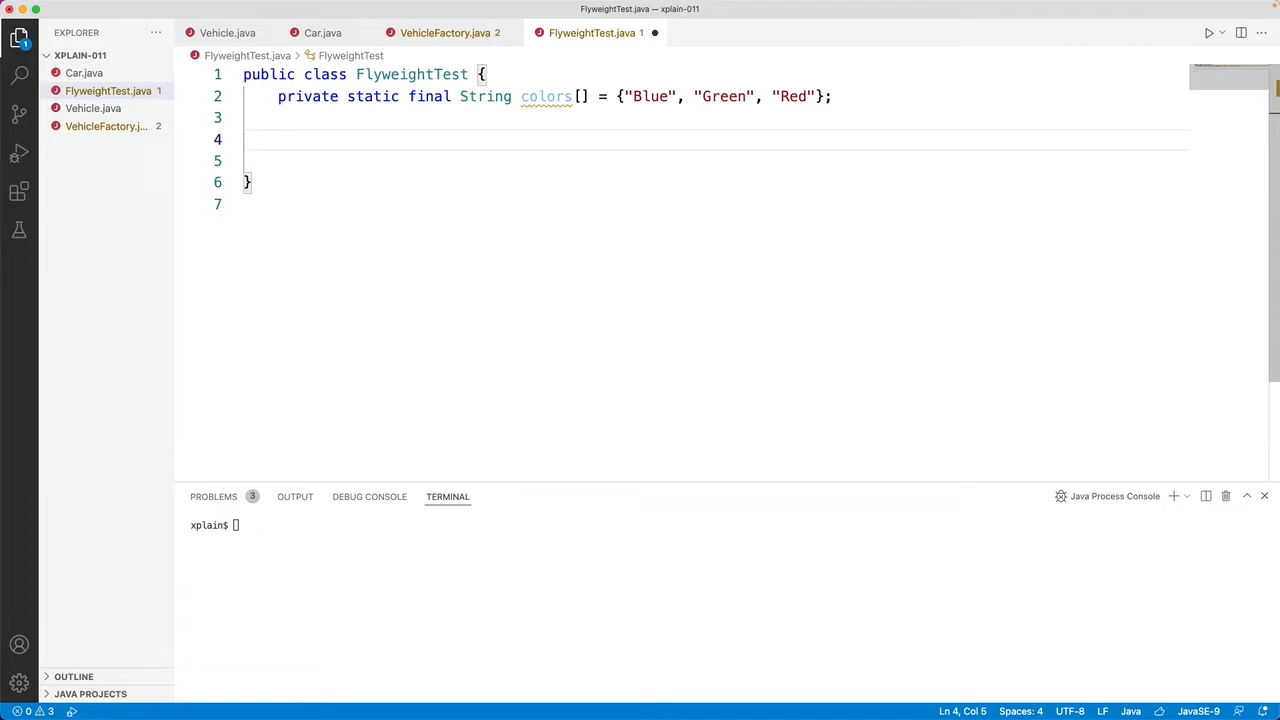 FlyweightTest.java — xplain-011
EXPLORER
XPLAIN-011
Car.java
FlyweightTest.java 1
Vehicle.java
VehicleFactory.j... 2
OUTLINE
JAVA PROJECTS
1
Vehicle.java
Car.java
VehicleFactory.java 2
FlyweightTest.java 1
FlyweightTest.java > FlyweightTest
1 public class FlyweightTest {
2 private static final String colors[] = {"Blue", "Green", "Red"};
3
4
5
6 }
7
PROBLEMS 3 OUTPUT DEBUG CONSOLE TERMINAL
Java Process Console
xplain$
0 3
Ln 4, Col 5 Spaces: 4 UTF-8 LF Java JavaSE-9